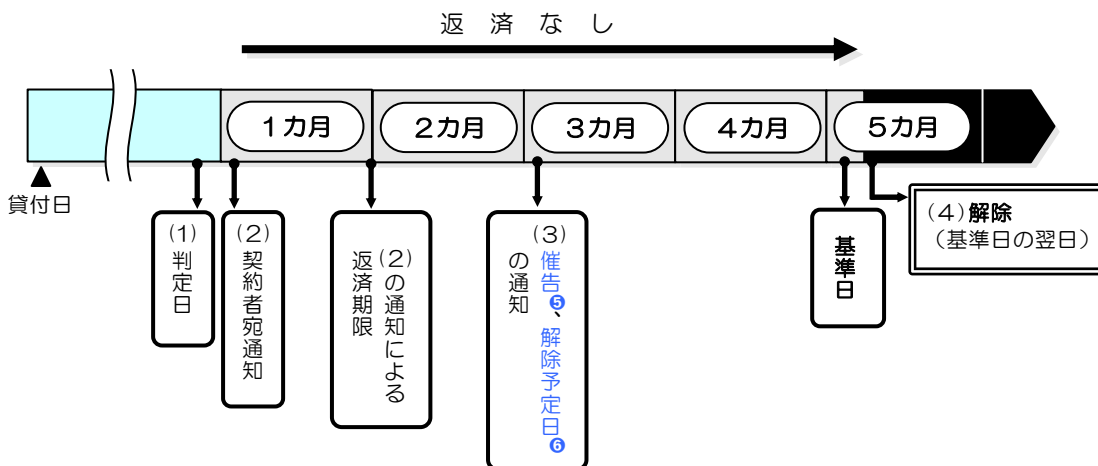 返済なし
1カ月
2カ月
3カ月
4カ月
5カ月
貸付日
(1)
判定日
(2)
契約者宛通知
(2)の通知による
返済期限
(3)
催告❺、解除予定日❻
の通知
基準日
(4)解除
（基準日の翌日）